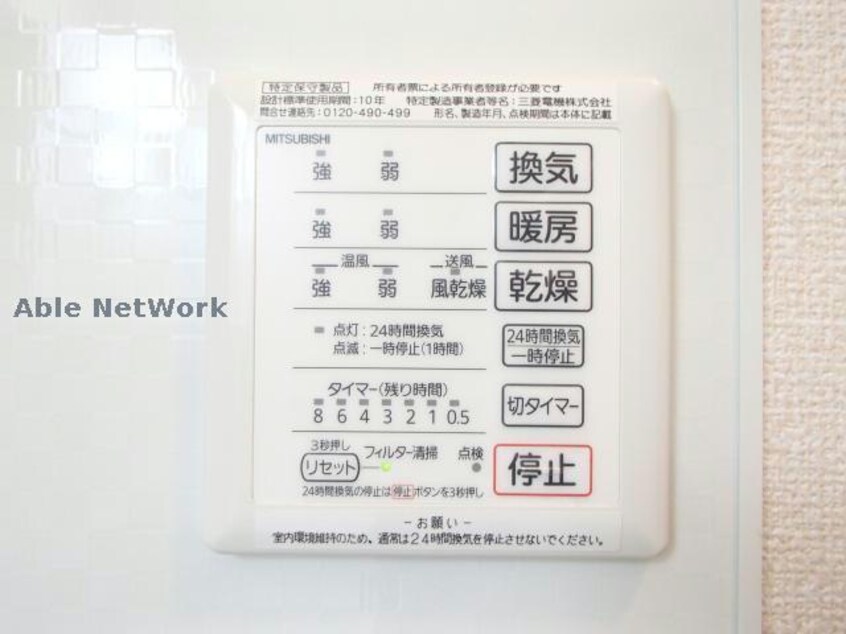 特定保守製品 所有者票による所有者登録が必要です
設計標準使用期間:10年 特定製造事業者等名:三菱電機株式会社
問合せ連絡先:0120-490-499 形名、製造年月、点検期間は本体に記載
MITSUBISHI
強 弱 換気
強 弱 暖房
温風 送風
強 弱 風乾燥 乾燥
点灯:24時間換気
点滅:一時停止(1時間)
24時間換気
一時停止
タイマー(残り時間)
8 6 4 3 2 1 0.5
切タイマー
3秒押し
リセット フィルター清掃 点検
停止
24時間換気の停止は停止ボタンを3秒押し
-お願い-
室内環境維持のため、通常は24時間換気を停止させないでください。
Able NetWork